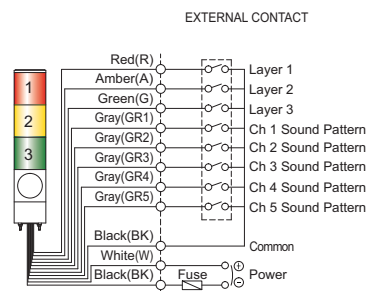 EXTERNAL CONTACT
Red(R) Layer 1
Amber(A) Layer 2
Green(G) Layer 3
Gray(GR1) Ch 1 Sound Pattern
Gray(GR2) Ch 2 Sound Pattern
Gray(GR3) Ch 3 Sound Pattern
Gray(GR4) Ch 4 Sound Pattern
Gray(GR5) Ch 5 Sound Pattern
Black(BK) Common
White(W) ⊕
Black(BK) Fuse ⊖ Power
1
2
3